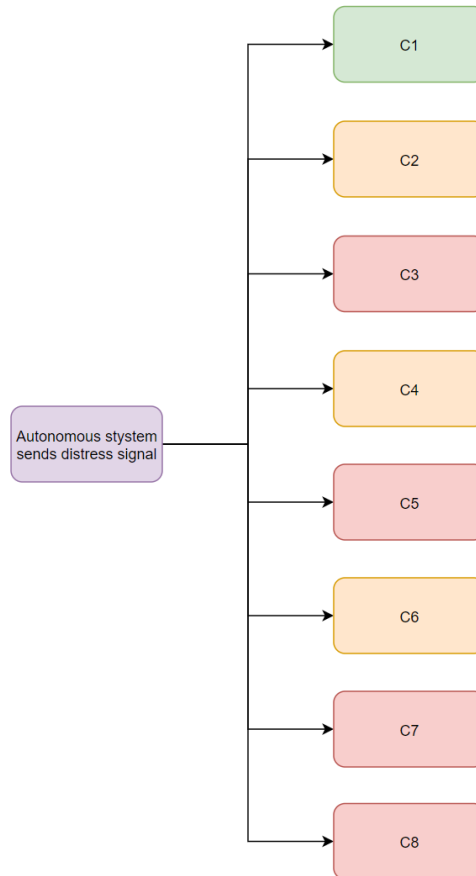 C1
C2
C3
C4
Autonomous stystem
sends distress signal
C5
C6
C7
C8